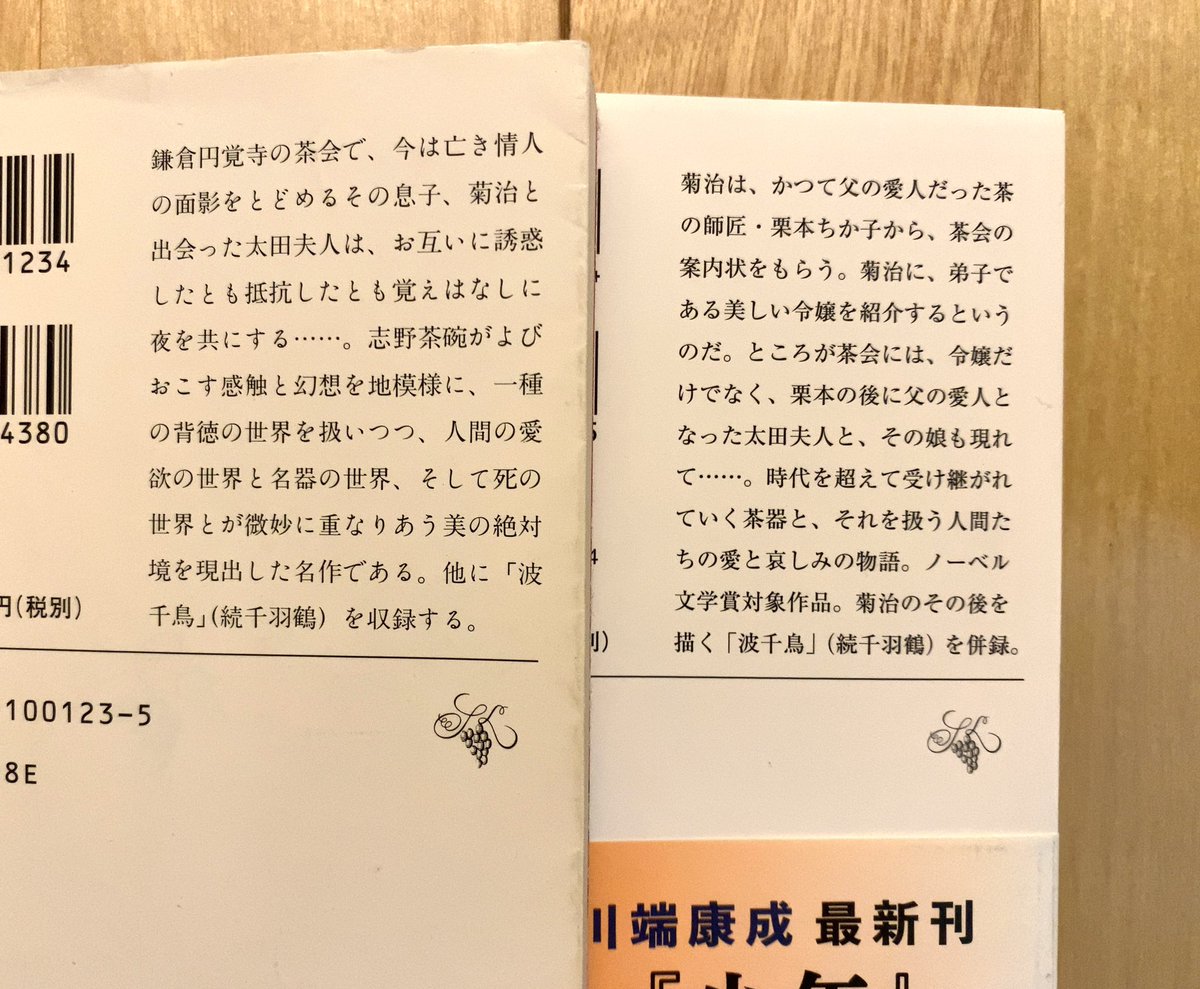 1234
4380
円(税別)
鎌倉円覚寺の茶会で、今は亡き情人
の面影をとどめるその息子、菊治と
出会った太田夫人は、お互いに誘惑
したとも抵抗したとも覚えはなしに
夜を共にする……。志野茶碗がよび
おこす感触と幻想を地模様に、一種
の背徳の世界を扱いつつ、人間の愛
欲の世界と名器の世界、そして死の
世界とが微妙に重なりあう美の絶対
境を現出した名作である。他に「波
千鳥」(続千羽鶴) を収録する。
100123-5
8E
菊治は、かつて父の愛人だった茶
の師匠・栗本ちか子から、茶会の
案内状をもらう。菊治に、弟子で
ある美しい令嬢を紹介するという
のだ。ところが茶会には、令嬢だ
けでなく、栗本の後に父の愛人と
なった太田夫人と、その娘も現れ
て……。時代を超えて受け継がれ
ていく茶器と、それを扱う人間た
ちの愛と哀しみの物語。ノーベル
文学賞対象作品。菊治のその後を
描く「波千鳥」(続千羽鶴) を併録。
川端康成 最新刊